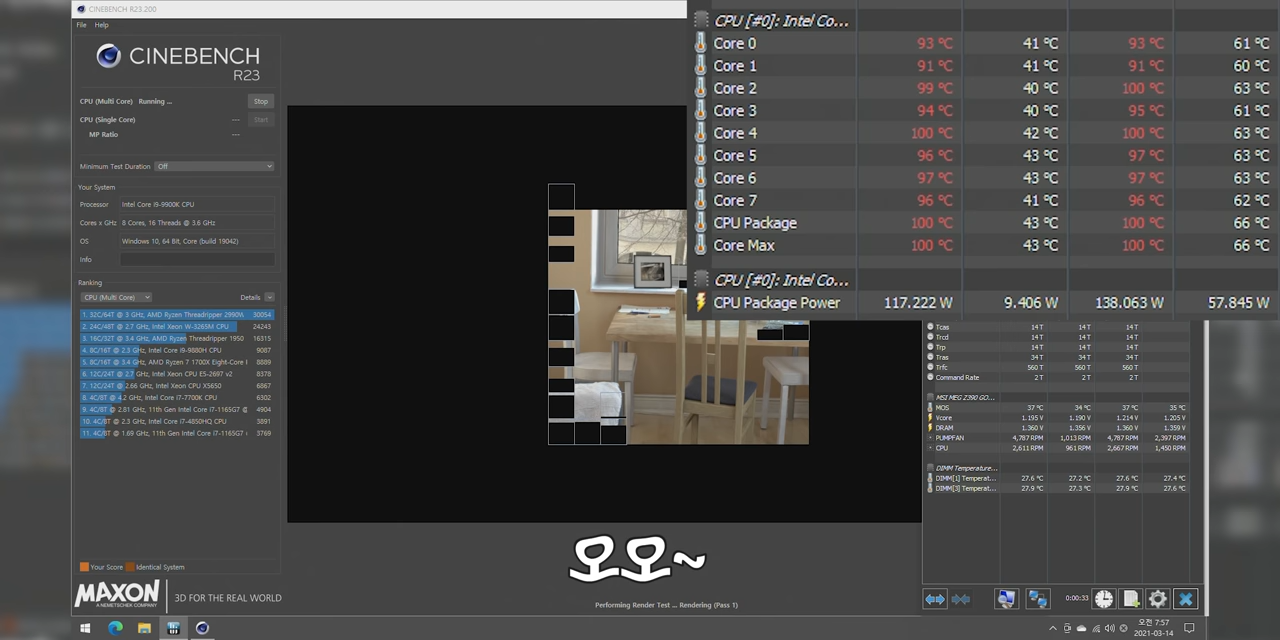 CINEBENCH R23.200
File Help
CINEBENCH
R23
CPU (Multi Core) Running ... Stop
CPU (Single Core) --- Start
MP Ratio ---
Minimum Test Duration Off
Your System
Processor Intel Core i9-9900K CPU
Cores x GHz 8 Cores, 16 Threads @ 3.6 GHz
OS Windows 10, 64 Bit, Core (build 19042)
Info
Ranking
CPU (Multi Core) Details
1. 32C/64T @ 3 GHz, AMD Ryzen Threadripper 2990W 30054
2. 24C/48T @ 2.7 GHz, Intel Xeon W-3265M CPU 24243
3. 16C/32T @ 3.4 GHz, AMD Ryzen Threadripper 1950 16315
4. 8C/16T @ 2.3 GHz, Intel Core i9-9880H CPU 9087
5. 8C/16T @ 3.4 GHz, AMD Ryzen 7 1700X Eight-Core 8889
6. 12C/24T @ 2.7 GHz, Intel Xeon CPU E5-2697 v2 8378
7. 12C/24T @ 2.66 GHz, Intel Xeon CPU X5650 6867
8. 4C/8T @ 4.2 GHz, Intel Core i7-7700K CPU 6302
9. 4C/8T @ 2.81 GHz, 11th Gen Intel Core i7-1165G7 @ 4904
10. 4C/8T @ 2.3 GHz, Intel Core i7-4850HQ CPU 3891
11. 4C/8T @ 1.69 GHz, 11th Gen Intel Core i7-1165G7 3769
Your Score Identical System
MAXON
A NEMETSCHEK COMPANY
3D FOR THE REAL WORLD
CPU [#0]: Intel Co...
Core 0 93 ℃ 41 ℃ 93 ℃ 61 ℃
Core 1 91 ℃ 41 ℃ 91 ℃ 60 ℃
Core 2 99 ℃ 40 ℃ 100 ℃ 63 ℃
Core 3 94 ℃ 40 ℃ 95 ℃ 61 ℃
Core 4 100 ℃ 42 ℃ 100 ℃ 63 ℃
Core 5 96 ℃ 43 ℃ 97 ℃ 63 ℃
Core 6 97 ℃ 43 ℃ 97 ℃ 63 ℃
Core 7 96 ℃ 41 ℃ 96 ℃ 62 ℃
CPU Package 100 ℃ 43 ℃ 100 ℃ 66 ℃
Core Max 100 ℃ 43 ℃ 100 ℃ 66 ℃
CPU [#0]: Intel Co...
CPU Package Power 117.222 W 9.406 W 138.063 W 57.845 W
Tcas 14 T 14 T 14 T
Trcd 14 T 14 T 14 T
Trp 14 T 14 T 14 T
Tras 34 T 34 T 34 T
Trfc 560 T 560 T 560 T
Command Rate 2 T 2 T 2 T
MSI MEG Z390 GO...
MOS 37 ℃ 34 ℃ 37 ℃ 35 ℃
Vcore 1.195 V 1.190 V 1.214 V 1.205 V
DRAM 1.360 V 1.356 V 1.360 V 1.359 V
PUMPFAN 4,787 RPM 1,013 RPM 4,787 RPM 2,397 RPM
CPU 2,611 RPM 961 RPM 2,667 RPM 1,450 RPM
DIMM Temperature...
DIMM[1] Temperat... 27.6 ℃ 27.2 ℃ 27.6 ℃ 27.4 ℃
DIMM[3] Temperat... 27.9 ℃ 27.3 ℃ 27.9 ℃ 27.6 ℃
0:00:33
오오~
Performing Render Test ... Rendering (Pass 1)
오전 7:57
2021-03-14